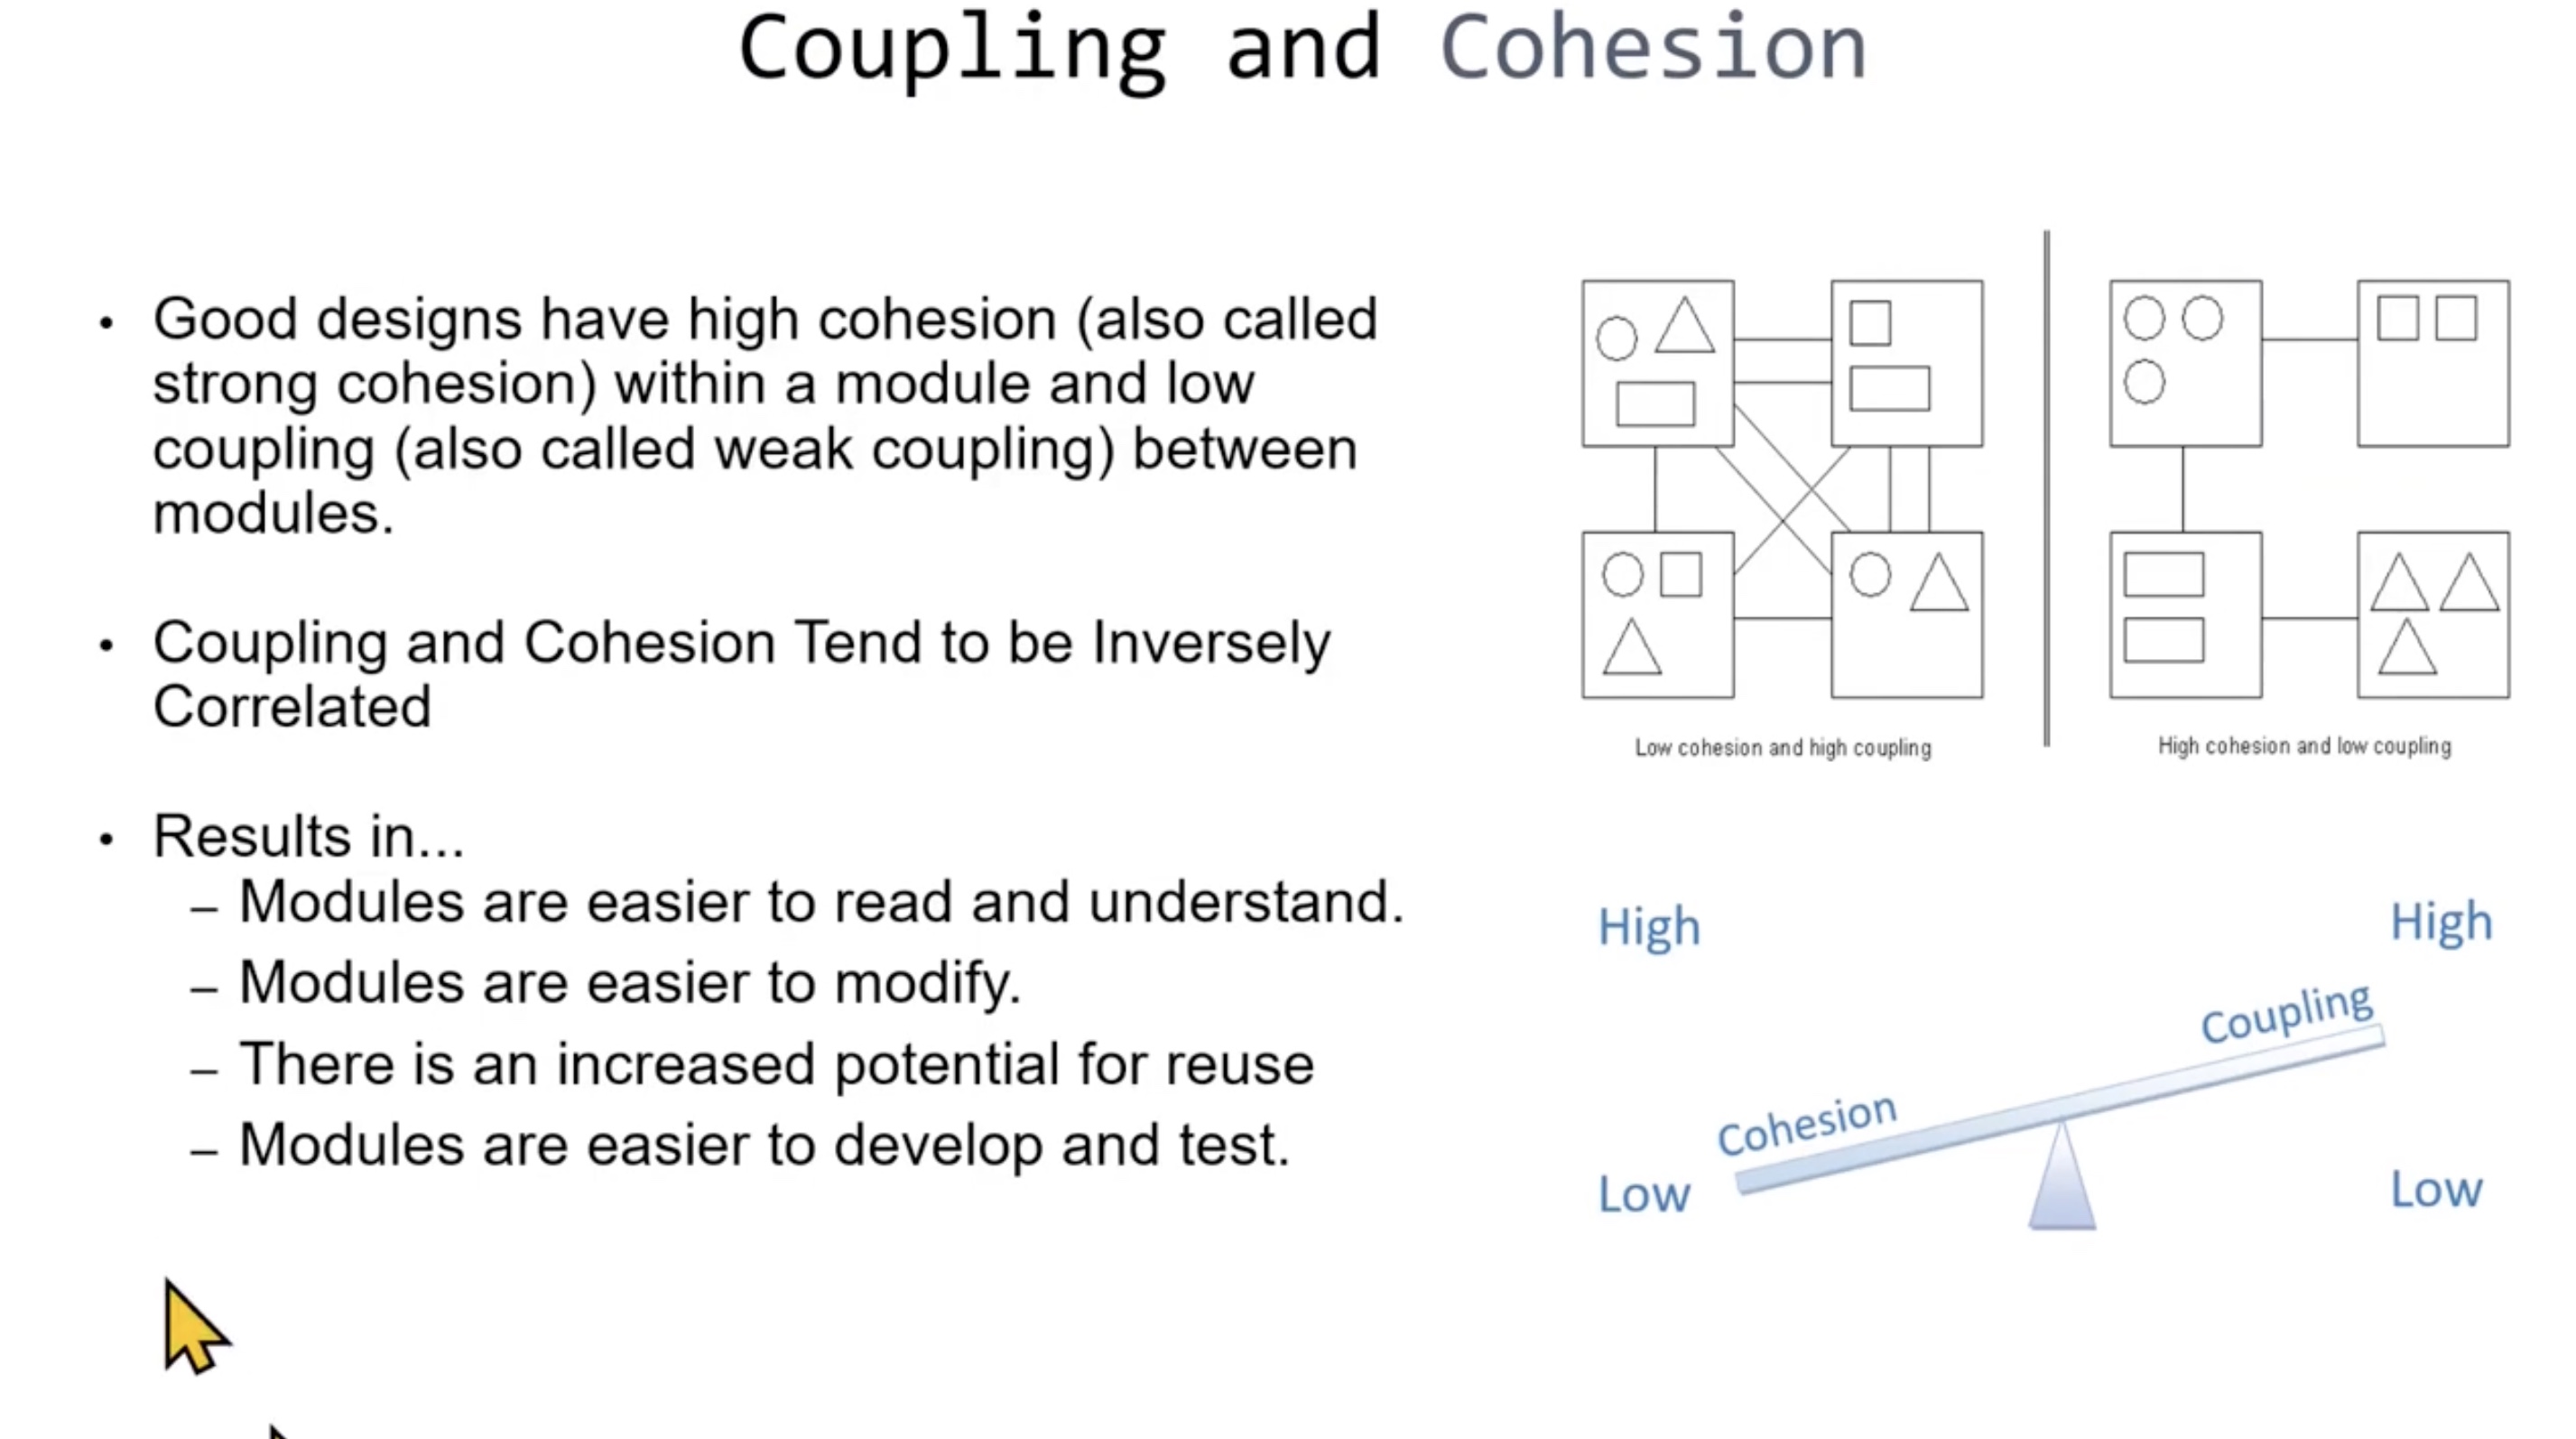 Coupling and Cohesion
• Good designs have high cohesion (also called
strong cohesion) within a module and low
coupling (also called weak coupling) between
modules.
• Coupling and Cohesion Tend to be Inversely
Correlated
• Results in...
– Modules are easier to read and understand.
– Modules are easier to modify.
– There is an increased potential for reuse
– Modules are easier to develop and test.
Low cohesion and high coupling
High cohesion and low coupling
High
High
Coupling
Cohesion
Low
Low